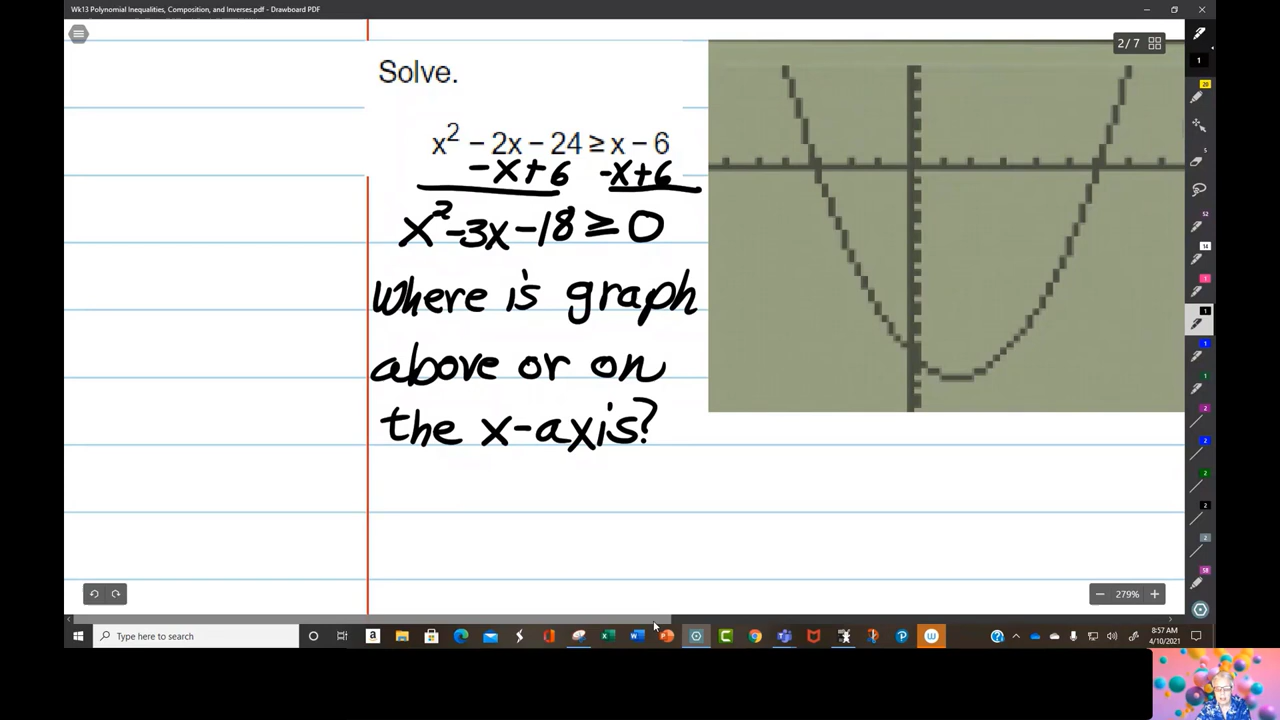 Wk13 Polynomial Inequalities, Composition, and Inverses.pdf - Drawboard PDF
2 / 7
Solve.
x² − 2x − 24 ≥ x − 6
−x+6 -x+6
x²-3x-18 ≥ 0
Where is graph
above or on
the x-axis?
279%
Type here to search
8:57 AM
4/10/2021